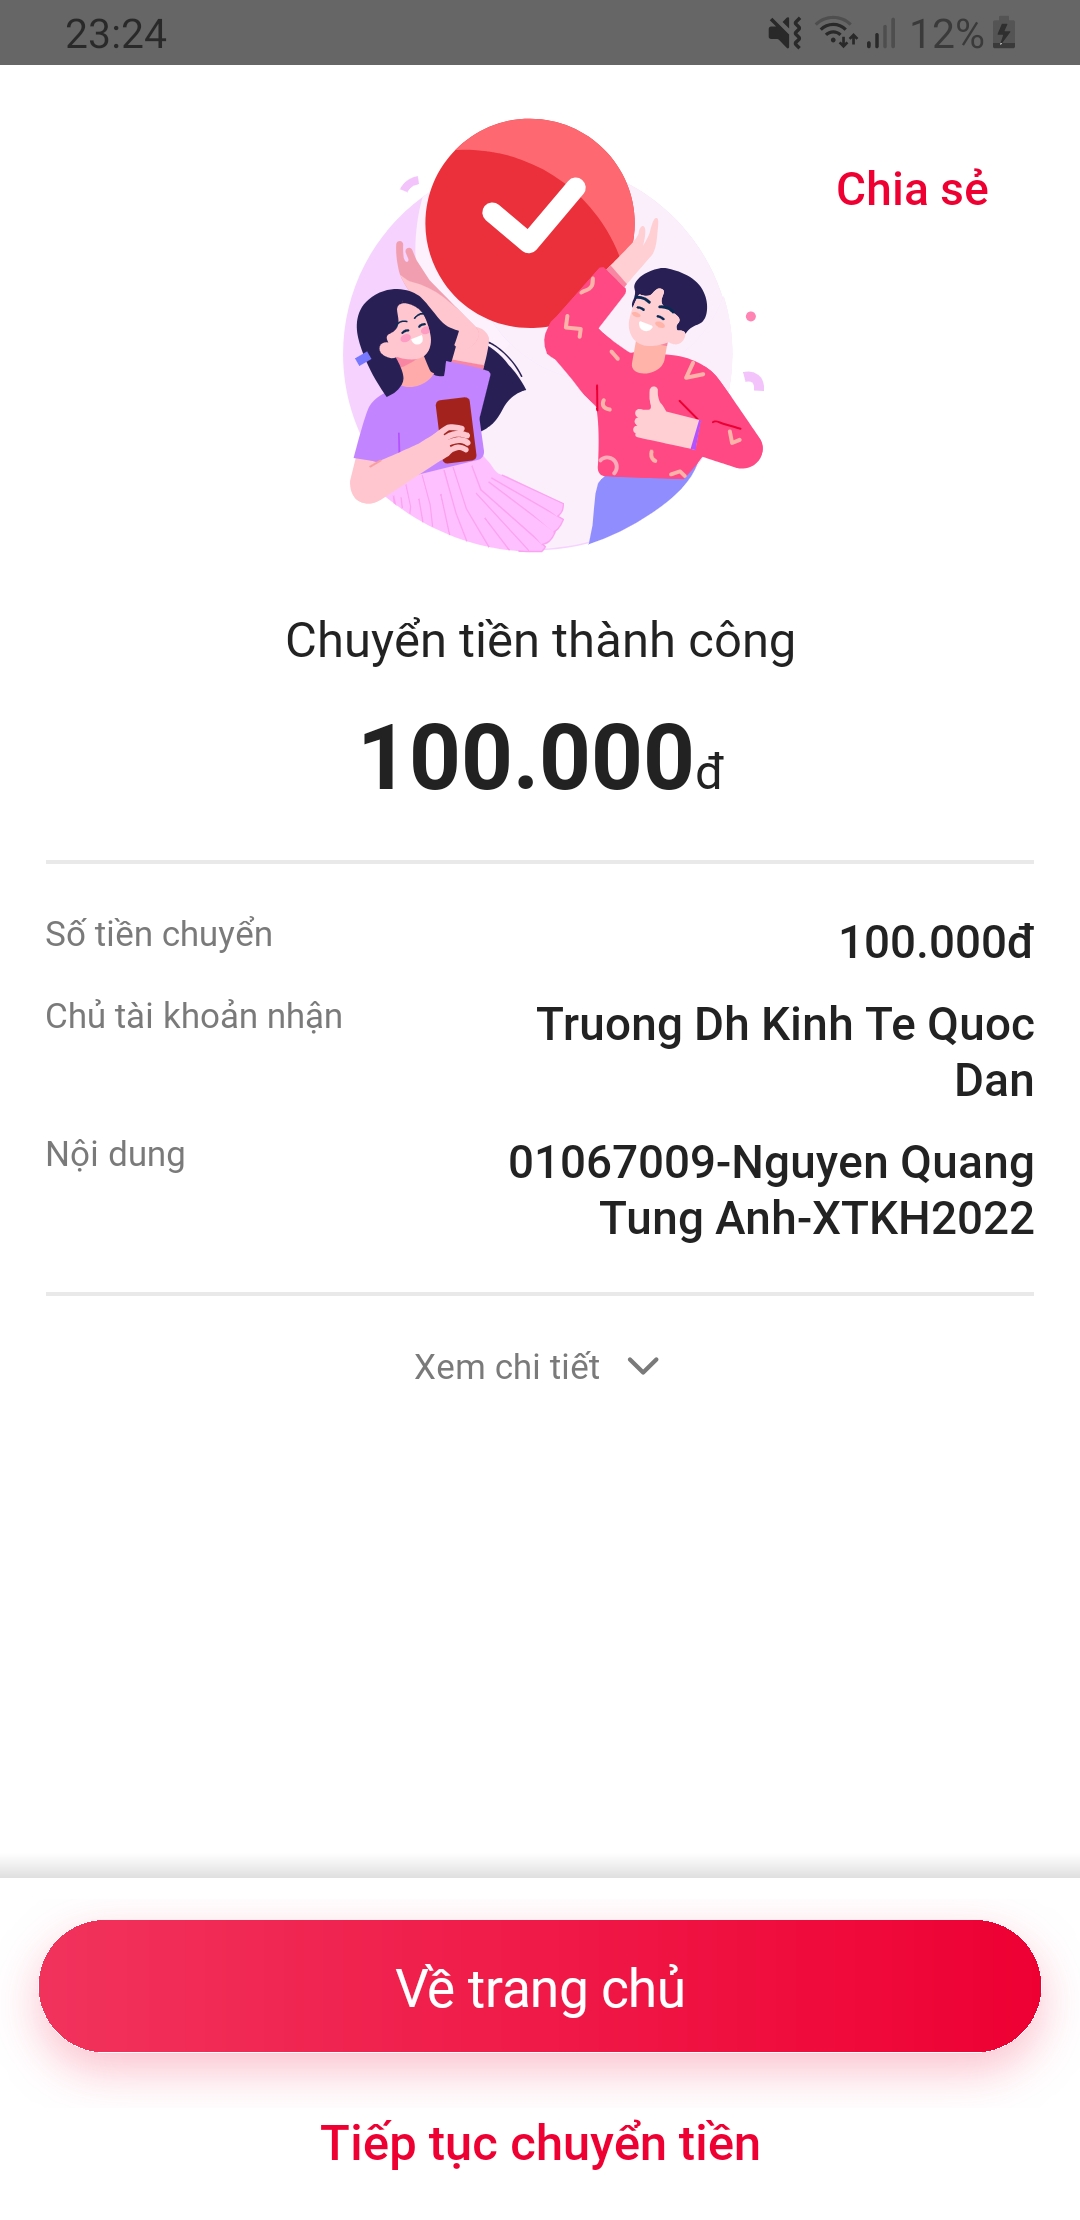 23:24
12%
Chia sẻ
Chuyển tiền thành công
100.000đ
Số tiền chuyển
100.000đ
Chủ tài khoản nhận
Truong Dh Kinh Te Quoc
Dan
Nội dung
01067009-Nguyen Quang
Tung Anh-XTKH2022
Xem chi tiết
Về trang chủ
Tiếp tục chuyển tiền